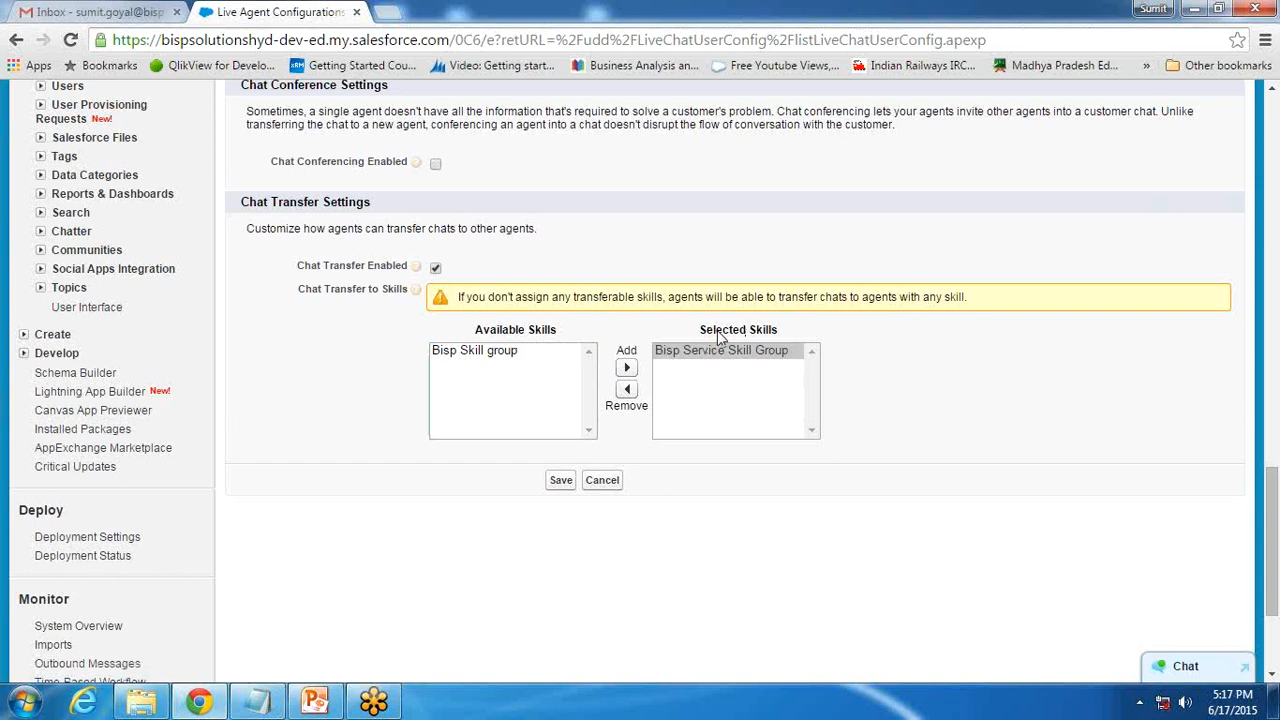 Inbox - sumit.goyal@bisp
Live Agent Configurations
Sumit
https://bispsolutionshyd-dev-ed.my.salesforce.com/0C6/e?retURL=%2Fudd%2FLiveChatUserConfig%2FlistLiveChatUserConfig.apexp
Apps
Bookmarks
QlikView for Develo...
Getting Started Cou...
Video: Getting start...
Business Analysis an...
Free Youtube Views,...
Indian Railways IRC...
Madhya Pradesh Ed...
»
Other bookmarks
Users
User Provisioning
Requests New!
Salesforce Files
Tags
Data Categories
Reports & Dashboards
Search
Chatter
Communities
Social Apps Integration
Topics
User Interface
Create
Develop
Schema Builder
Lightning App Builder New!
Canvas App Previewer
Installed Packages
AppExchange Marketplace
Critical Updates
Deploy
Deployment Settings
Deployment Status
Monitor
System Overview
Imports
Outbound Messages
Time-Based Workflow
Chat Conference Settings
Sometimes, a single agent doesn't have all the information that's required to solve a customer's problem. Chat conferencing lets your agents invite other agents into a customer chat. Unlike
transferring the chat to a new agent, conferencing an agent into a chat doesn't disrupt the flow of conversation with the customer.
Chat Conferencing Enabled
Chat Transfer Settings
Customize how agents can transfer chats to other agents.
Chat Transfer Enabled
Chat Transfer to Skills
If you don't assign any transferable skills, agents will be able to transfer chats to agents with any skill.
Available Skills
Selected Skills
Bisp Skill group
Add
Remove
Bisp Service Skill Group
Save
Cancel
Chat
5:17 PM
6/17/2015